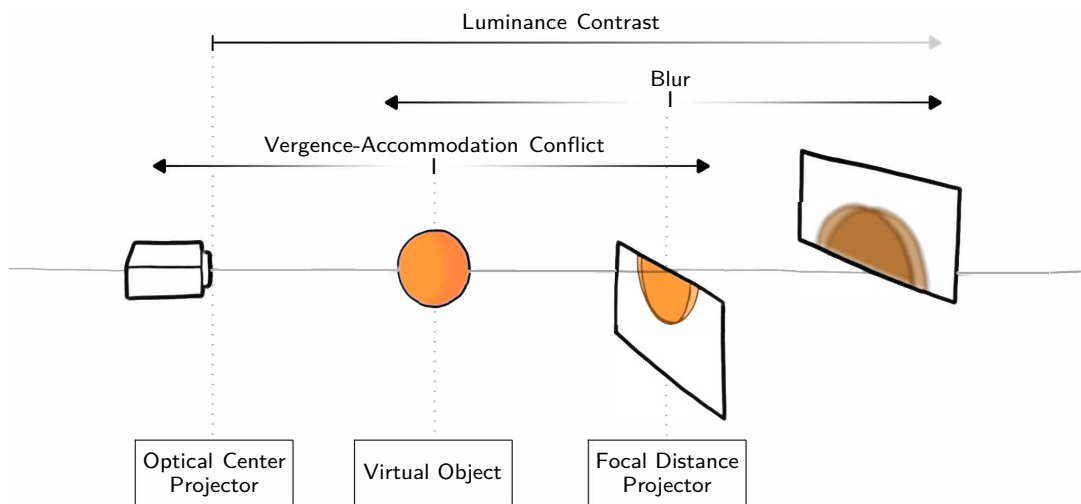 Luminance Contrast
Blur
Vergence-Accommodation Conflict
Optical Center
Projector
Virtual Object
Focal Distance
Projector